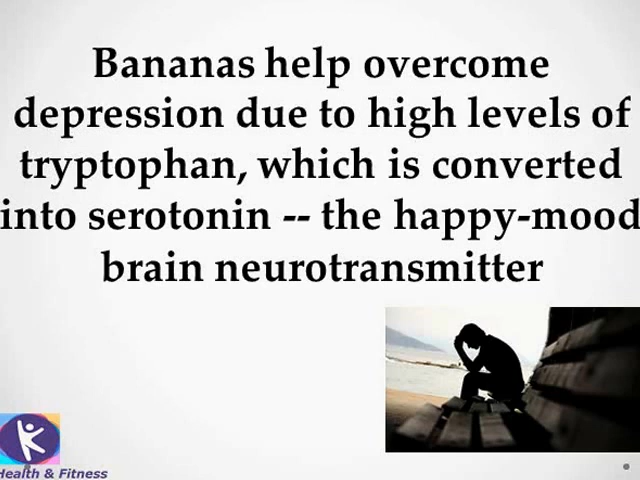 Bananas help overcome
depression due to high levels of
tryptophan, which is converted
into serotonin -- the happy-mood
brain neurotransmitter
Health & Fitness